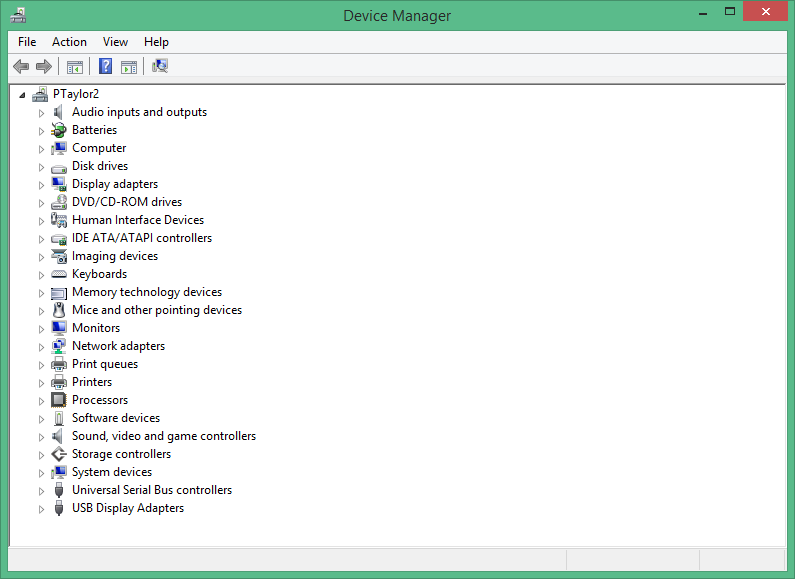 Device Manager
File Action View Help
PTaylor2
Audio inputs and outputs
Batteries
Computer
Disk drives
Display adapters
DVD/CD-ROM drives
Human Interface Devices
IDE ATA/ATAPI controllers
Imaging devices
Keyboards
Memory technology devices
Mice and other pointing devices
Monitors
Network adapters
Print queues
Printers
Processors
Software devices
Sound, video and game controllers
Storage controllers
System devices
Universal Serial Bus controllers
USB Display Adapters